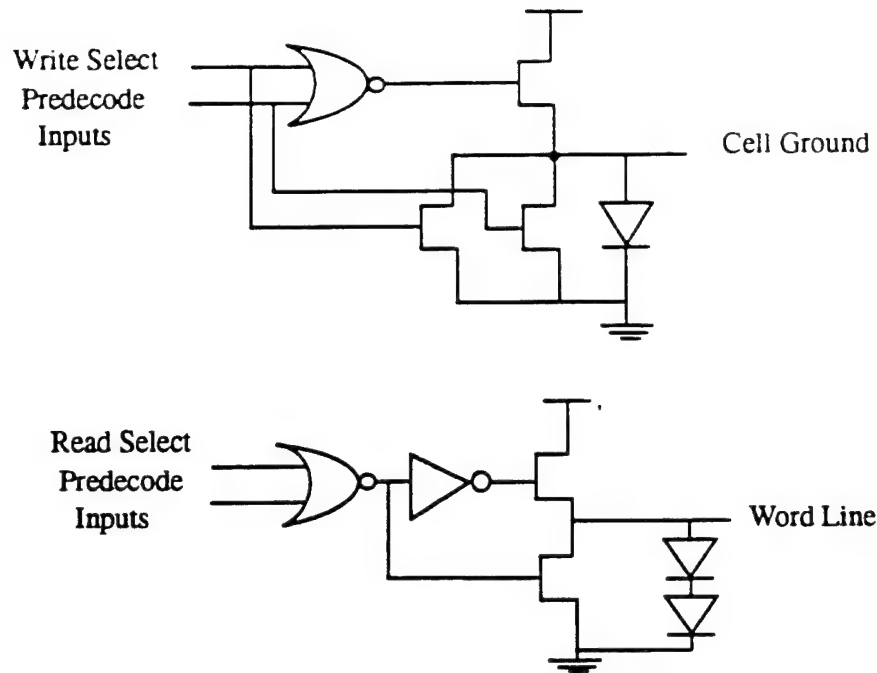 Write Select
Predecode
Inputs
Cell Ground
Read Select
Predecode
Inputs
Word Line